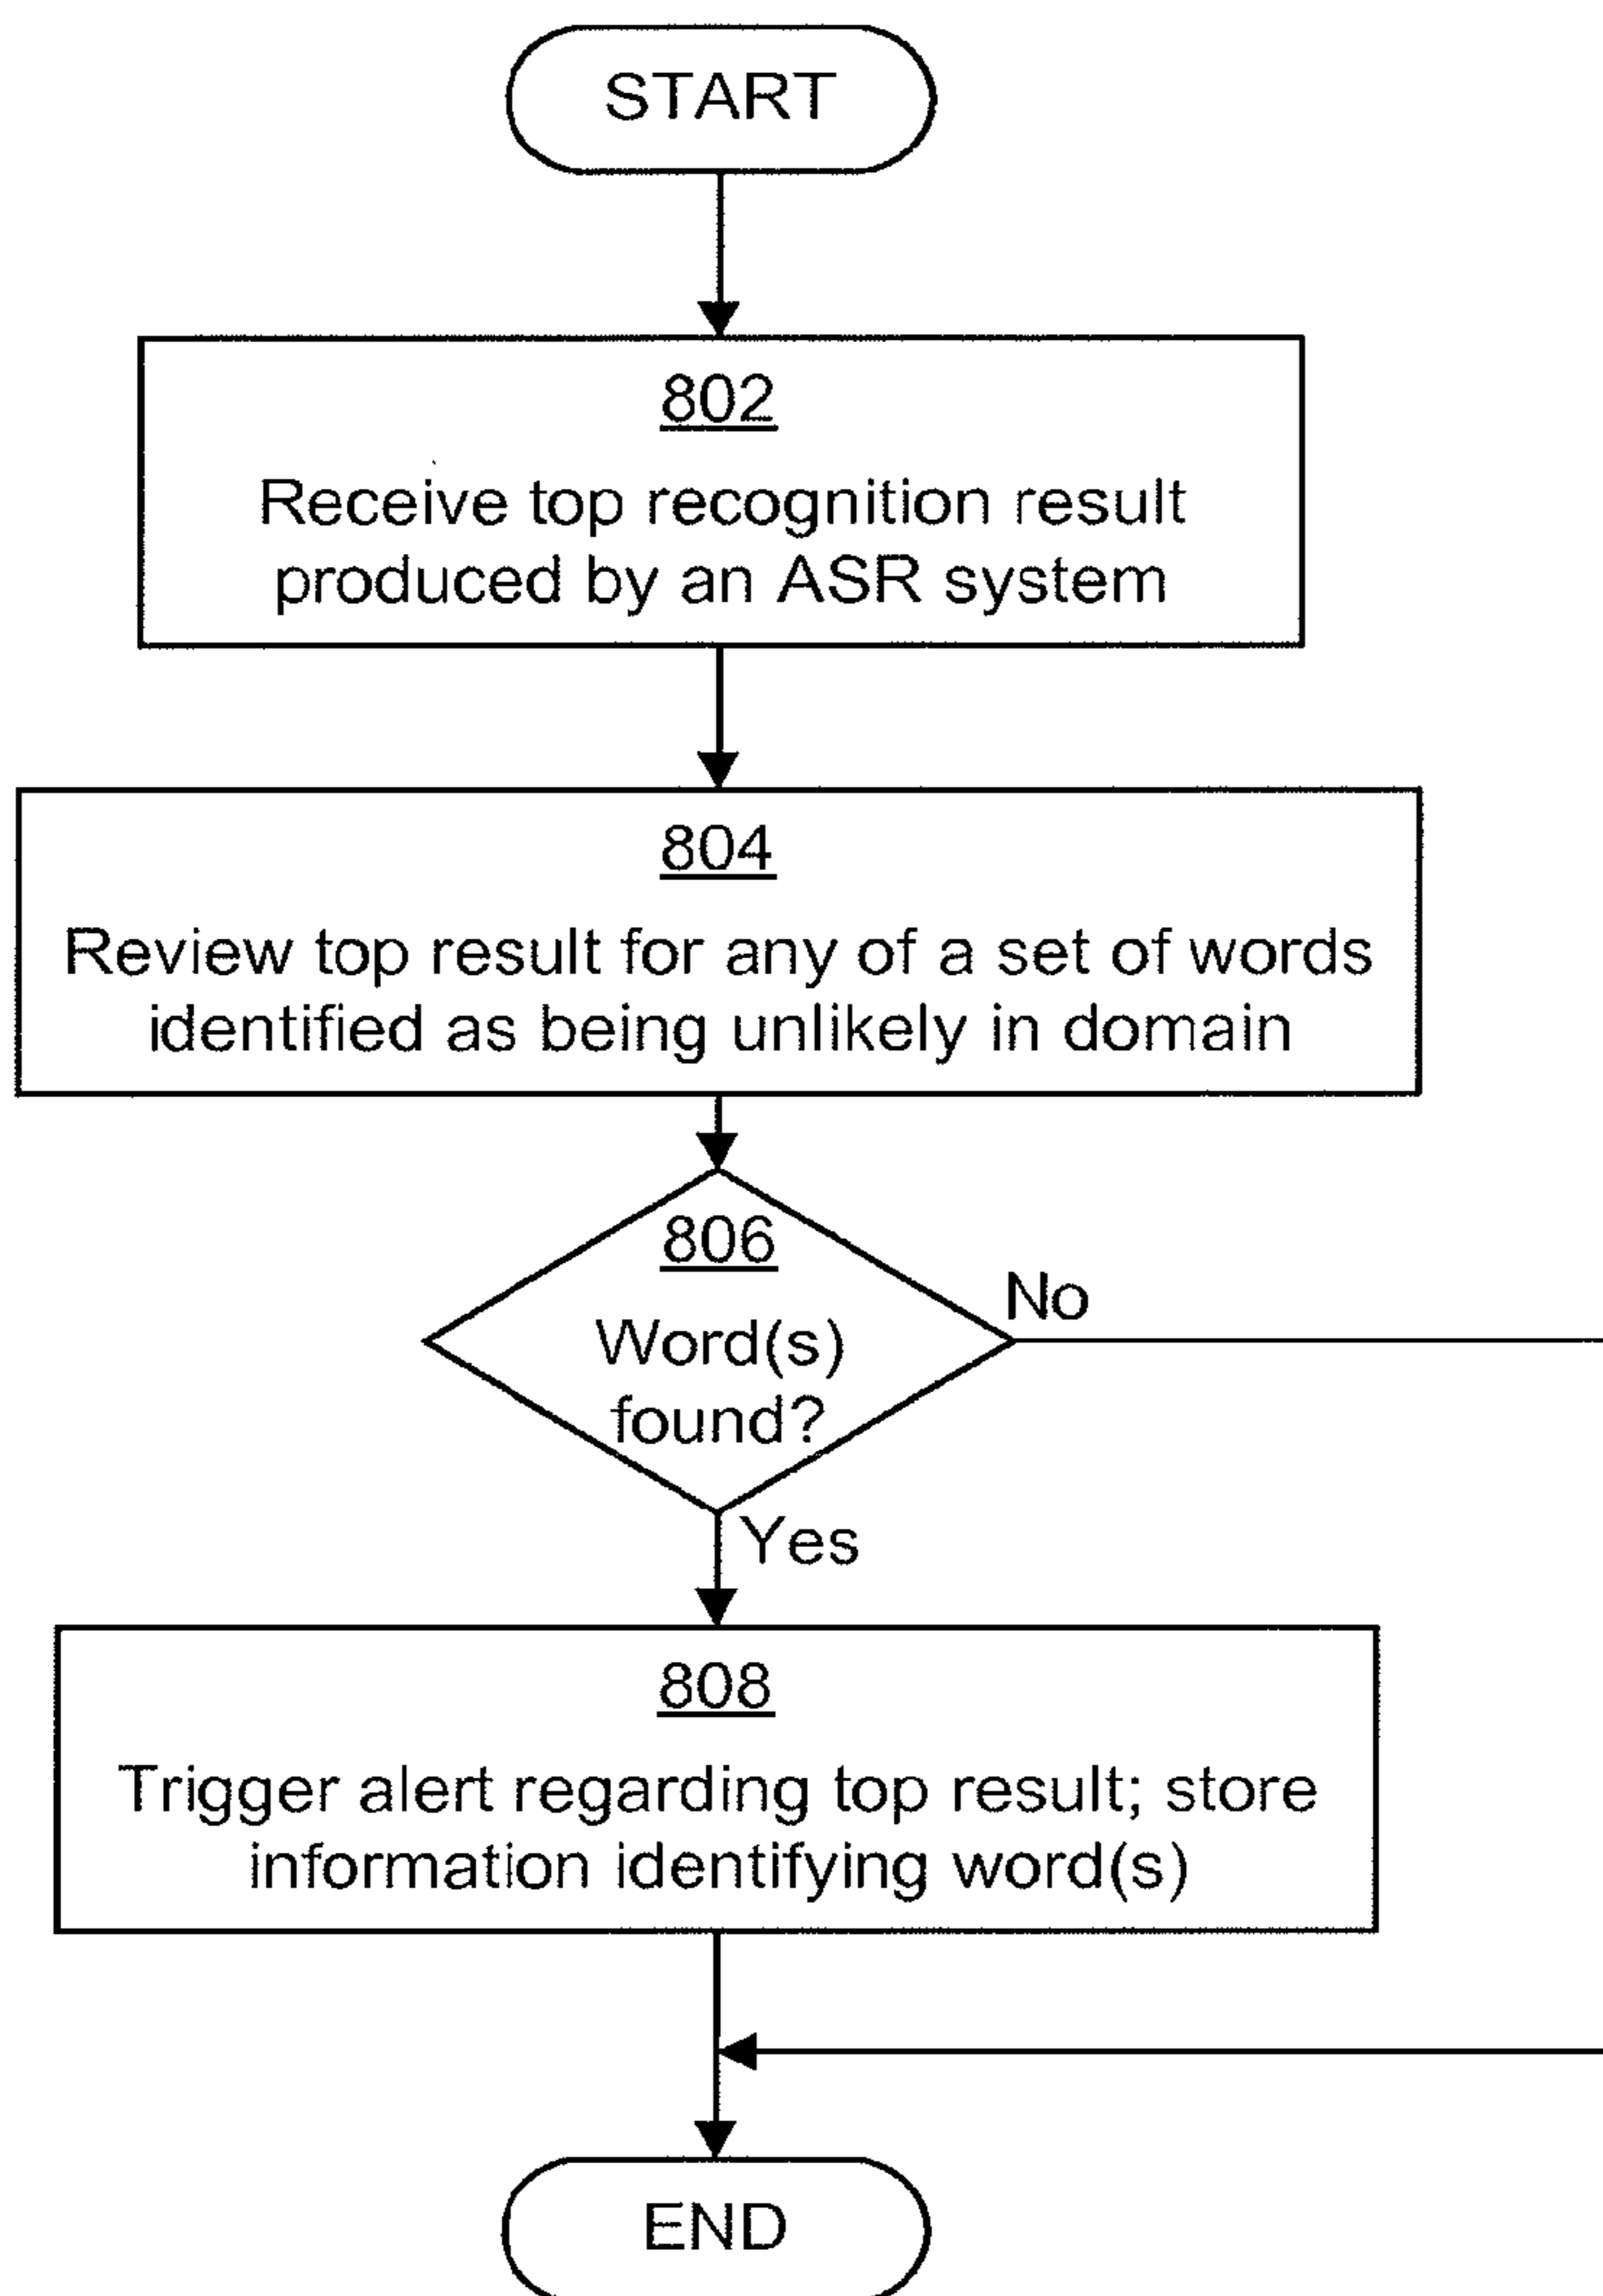 START
802
Receive top recognition result
produced by an ASR system
804
Review top result for any of a set of words
identified as being unlikely in domain
806
Word(s)
found?
No
Yes
808
Trigger alert regarding top result; store
information identifying word(s)
END